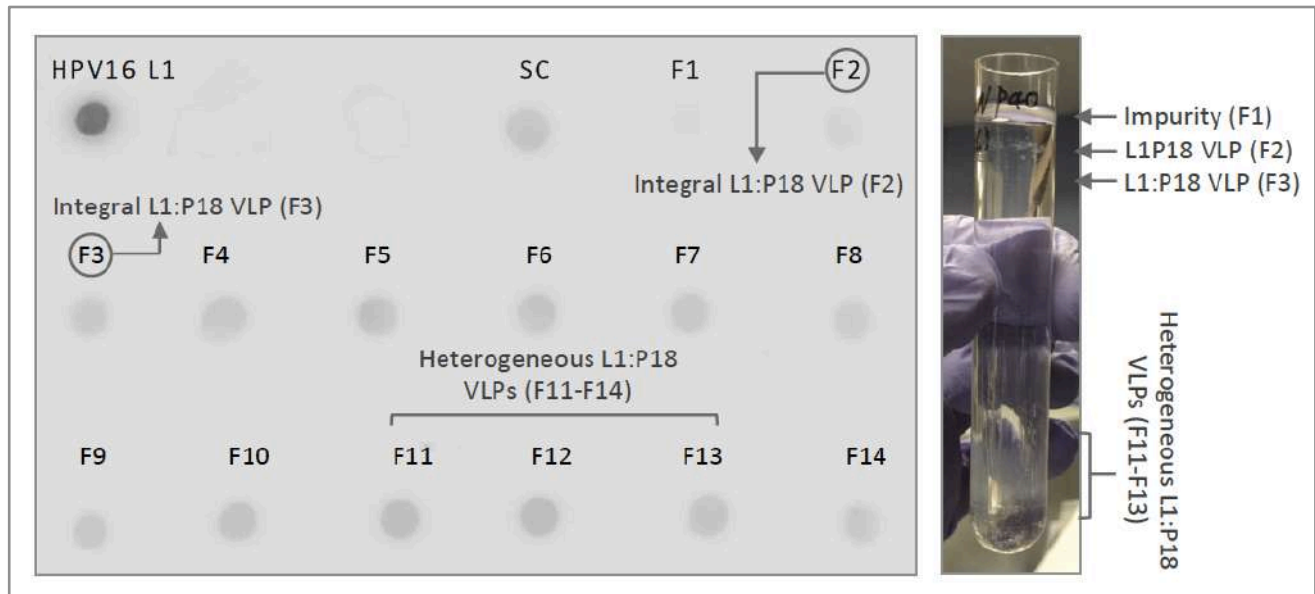 HPV16 L1
SC
F1
F2
Integral L1:P18 VLP (F2)
Integral L1:P18 VLP (F3)
F3
F4
F5
F6
F7
F8
Heterogeneous L1:P18
VLPs (F11-F14)
F9
F10
F11
F12
F13
F14
Impurity (F1)
L1P18 VLP (F2)
L1:P18 VLP (F3)
Heterogeneous L1:P18
VLPs (F11-F13)